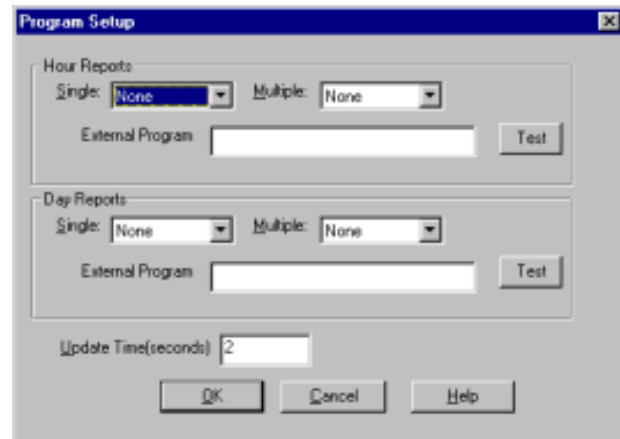 Program Setup
Hour Reports
Single: None Multiple: None
External Program Test
Day Reports
Single: None Multiple: None
External Program Test
Update Time(seconds) 2
OK Cancel Help